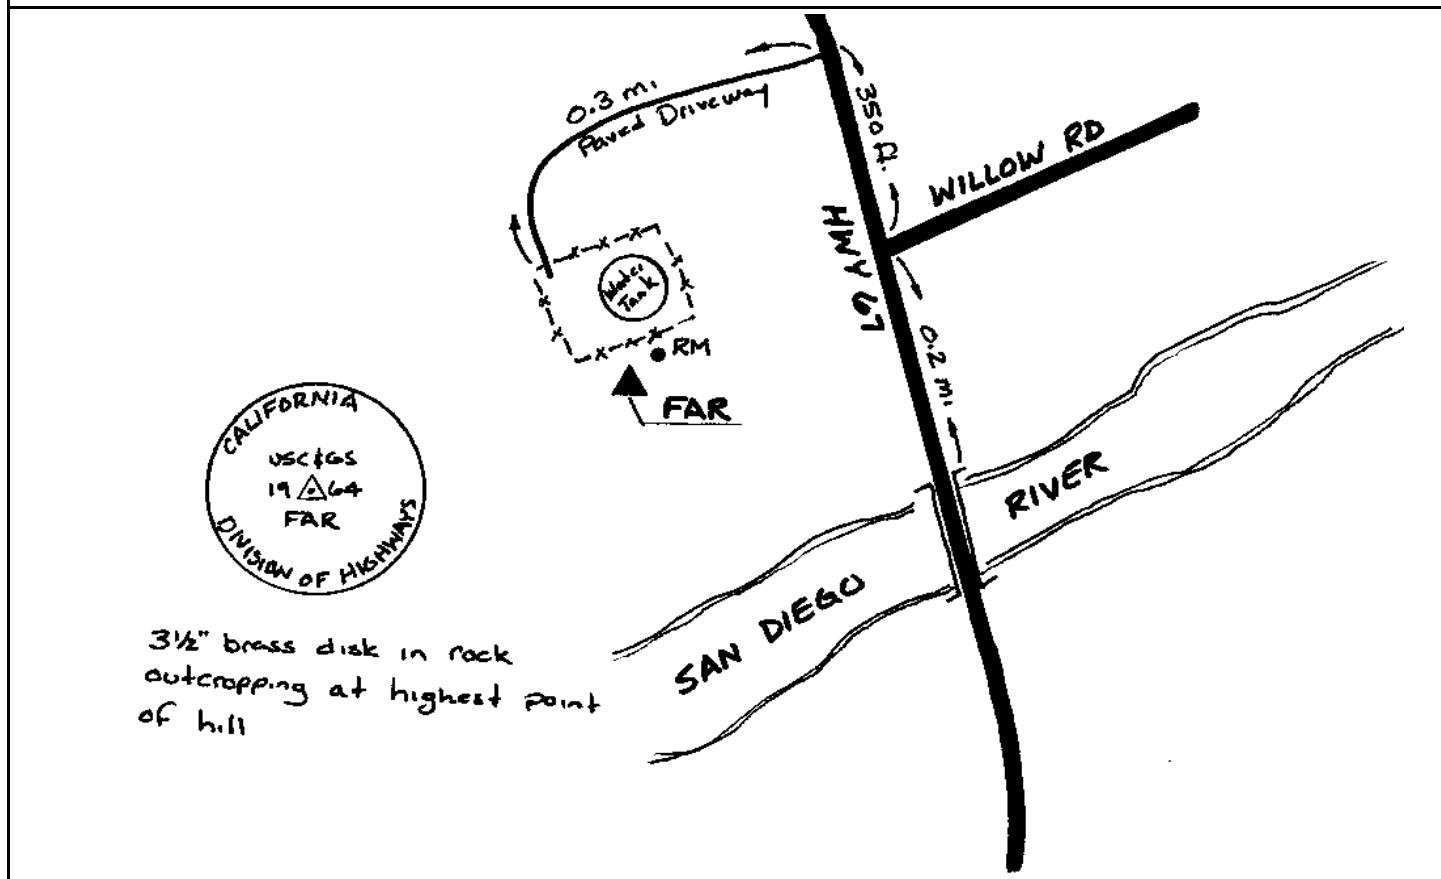 0.3 mi
Paved Driveway
350 ft.
WILLOW RD
HWY 67
Water
Tank
RM
FAR
0.2 mi
CALIFORNIA
USC&GS
19 64
FAR
DIVISION OF HIGHWAYS
RIVER
SAN DIEGO
3½" brass disk in rock
outcropping at highest point
of hill